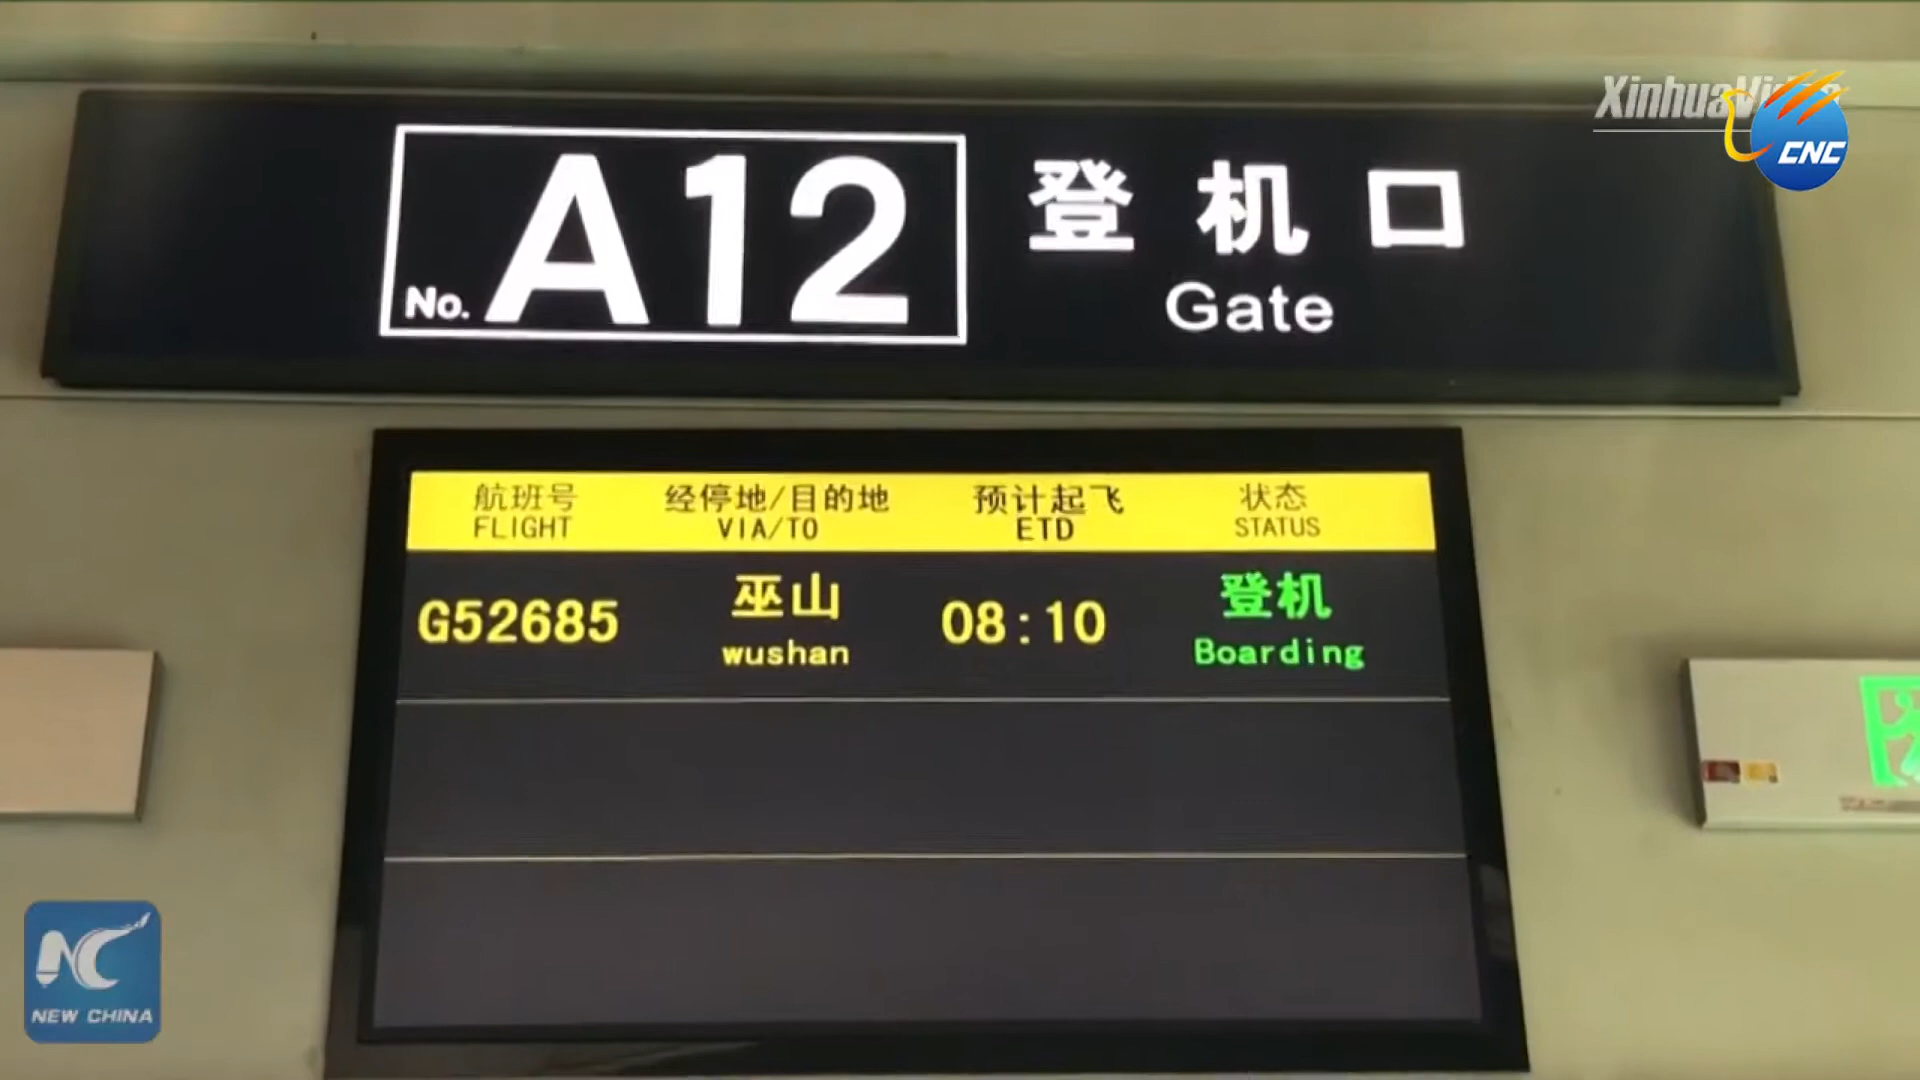 XinhuaVideo
CNC
No. A12 登机口
Gate
航班号 经停地/目的地 预计起飞 状态
FLIGHT VIA/TO ETD STATUS
G52685 巫山 08:10 登机
wushan Boarding
NEW CHINA